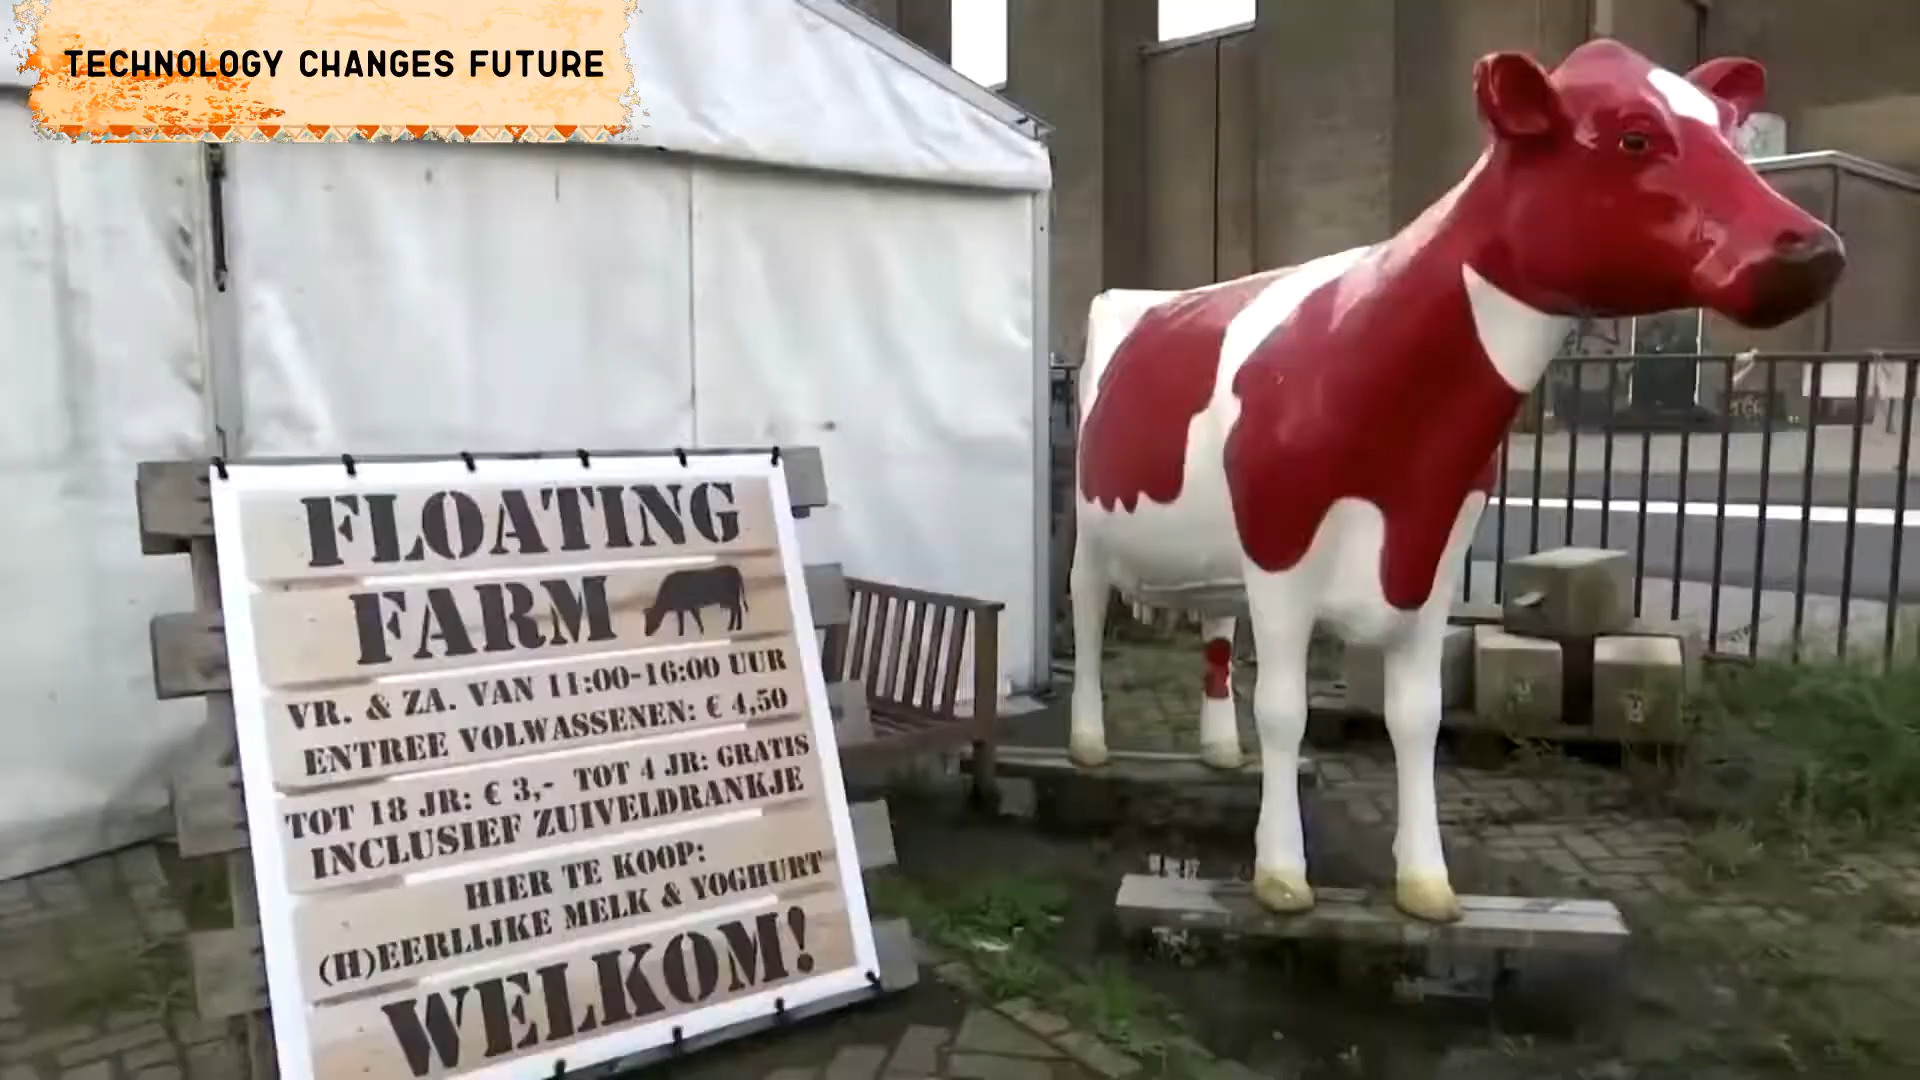 TECHNOLOGY CHANGES FUTURE
FLOATING
FARM
VR. & ZA. VAN 11:00-16:00 UUR
ENTREE VOLWASSENEN: € 4,50
TOT 18 JR: € 3,- TOT 4 JR: GRATIS
INCLUSIEF ZUIVELDRANKJE
HIER TE KOOP:
(H)EERLIJKE MELK & YOGHURT
WELKOM!